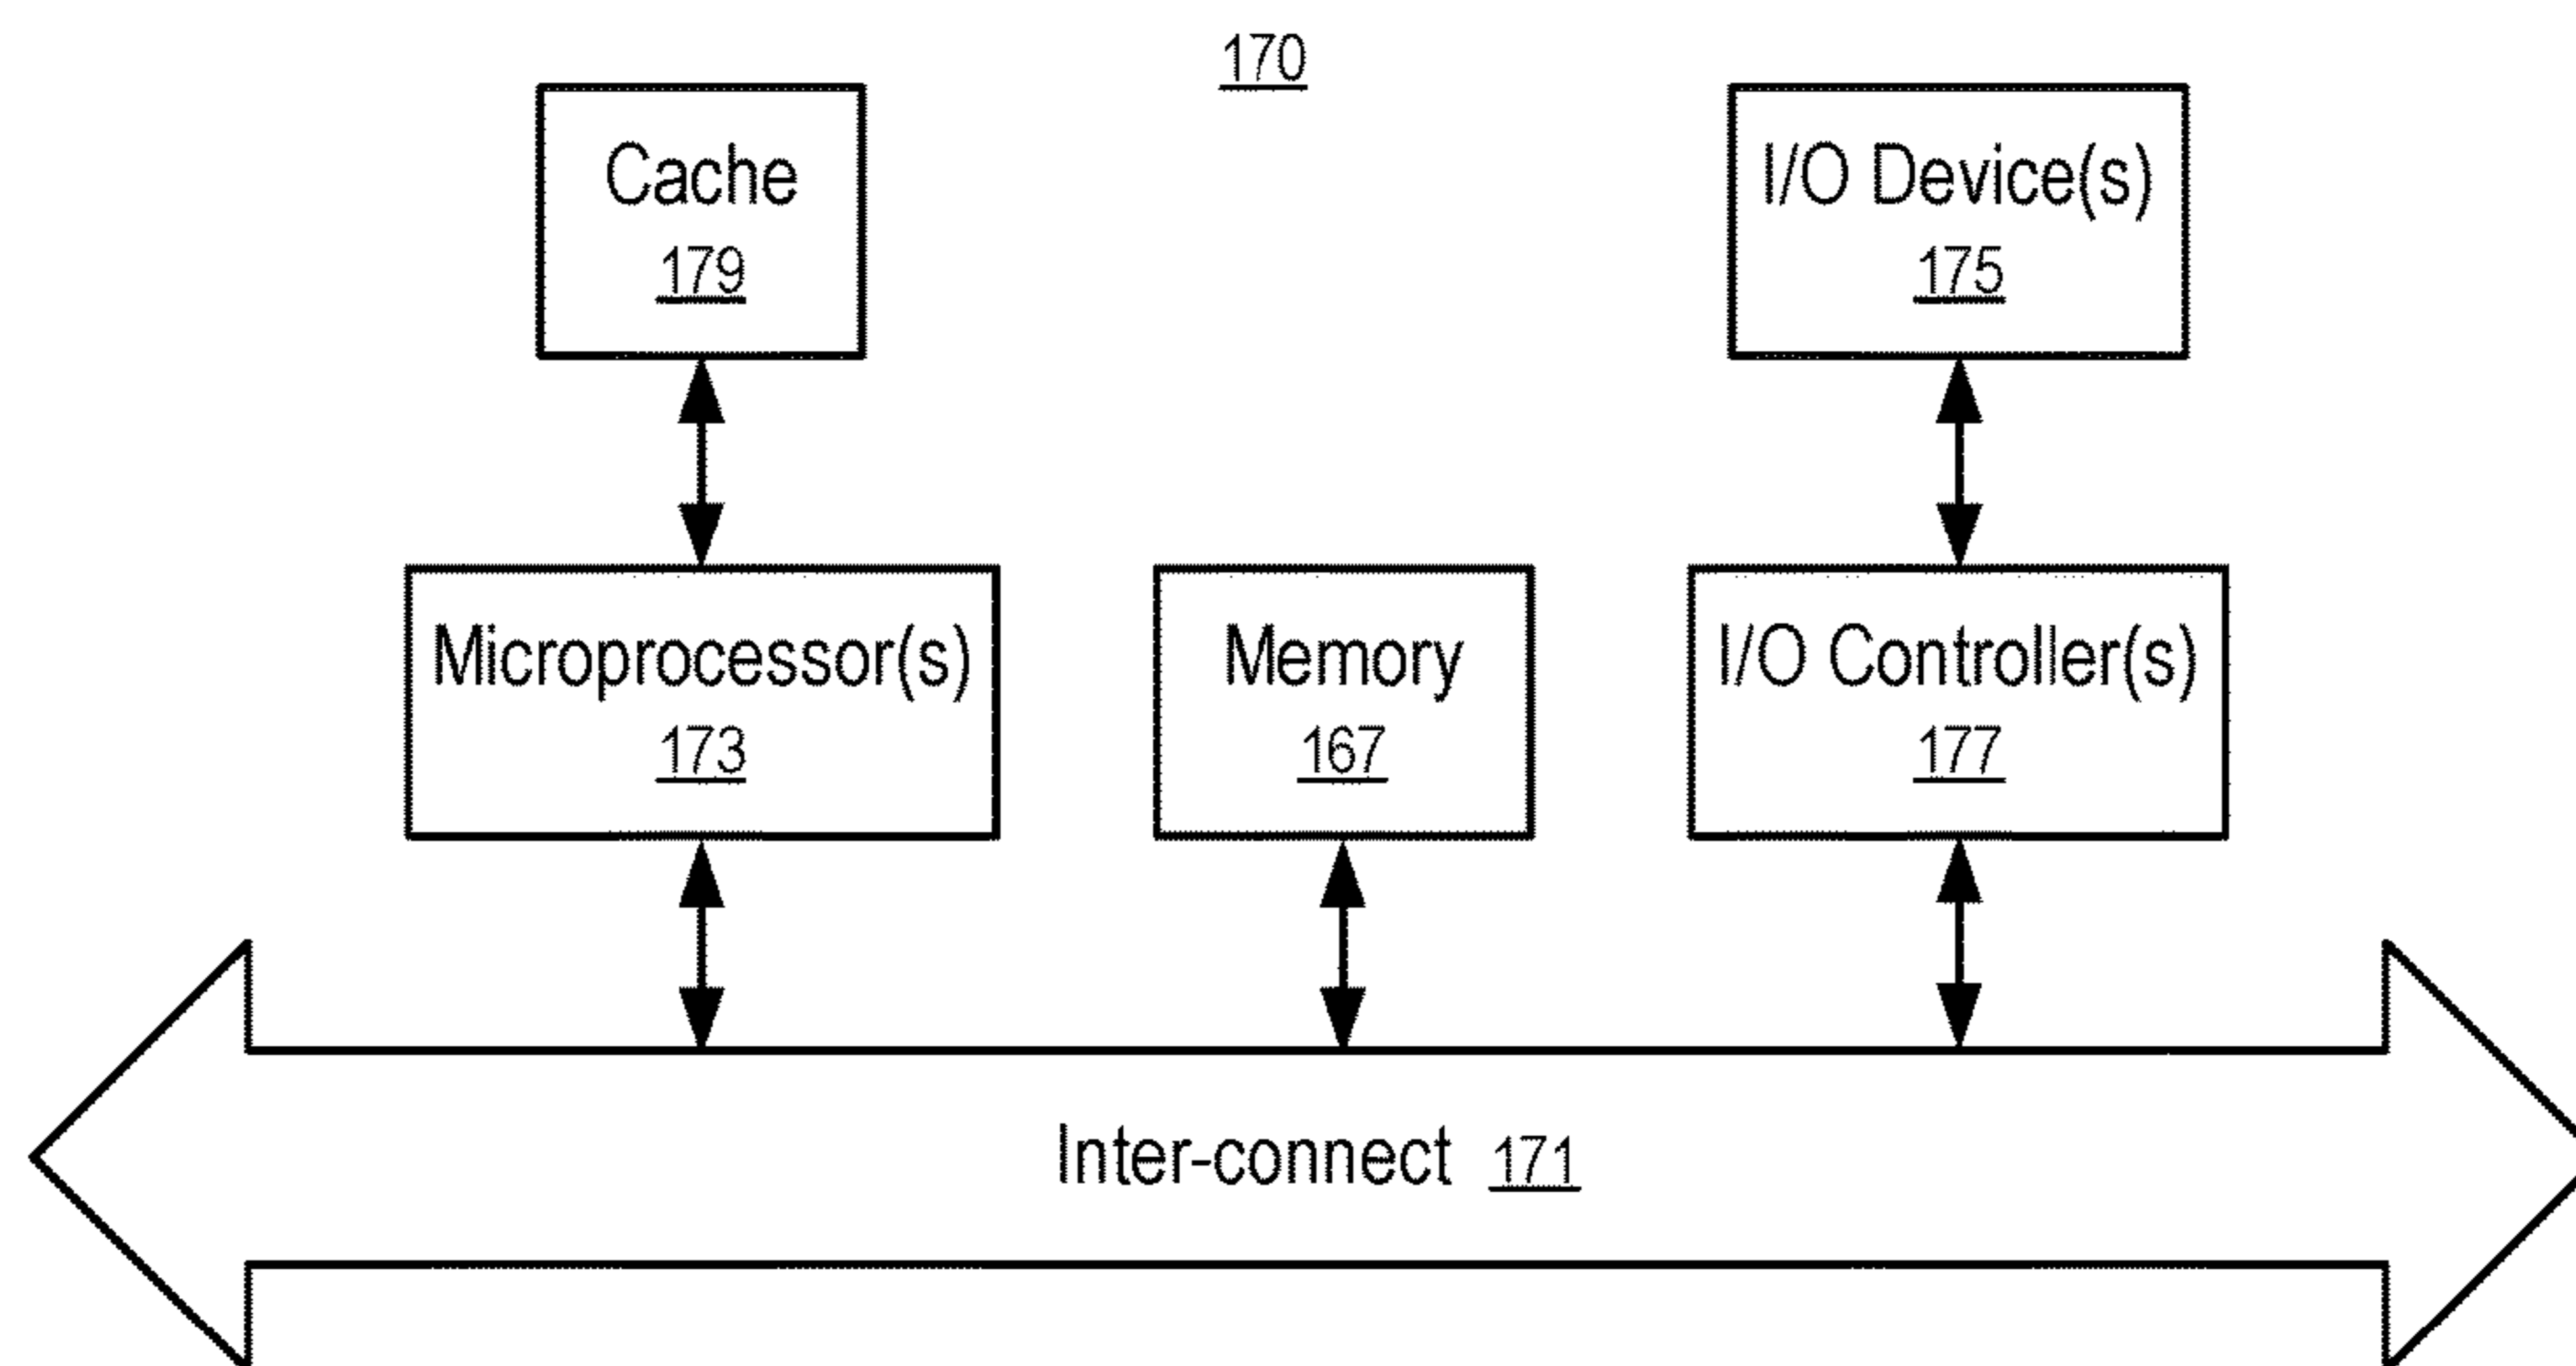 170
Cache
179
I/O Device(s)
175
Microprocessor(s)
173
Memory
167
I/O Controller(s)
177
Inter-connect 171